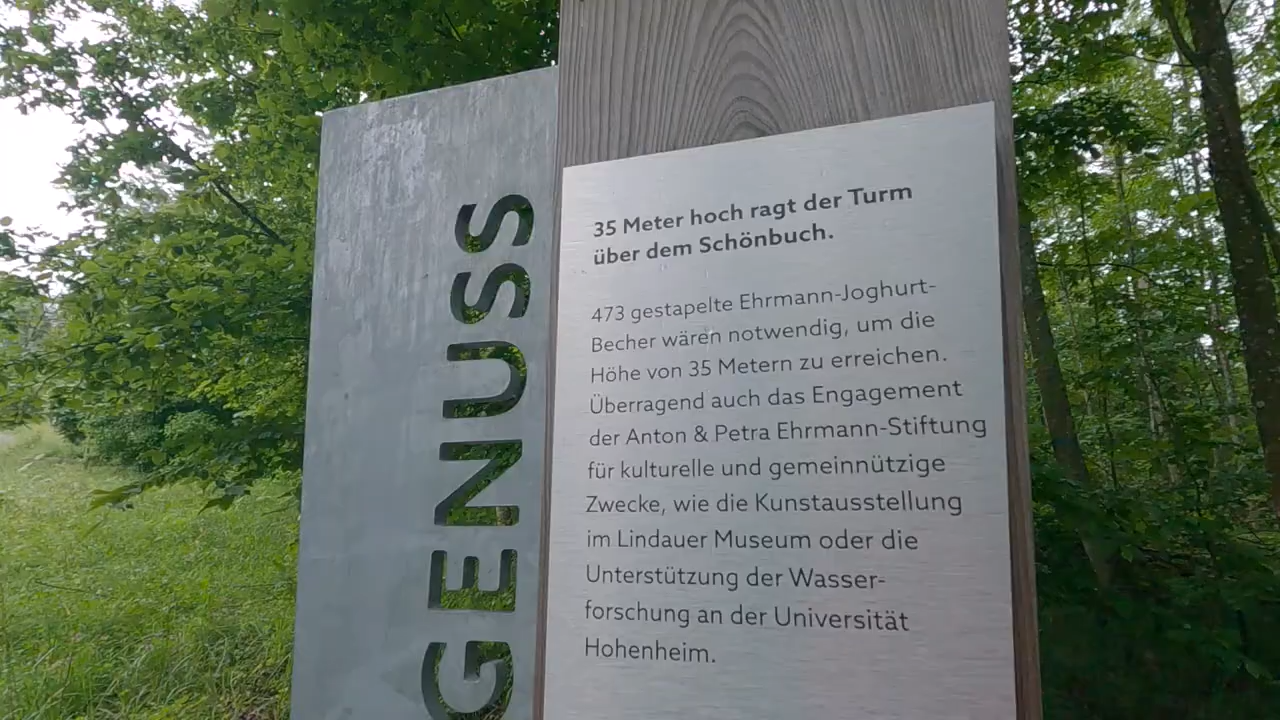 GENUSS
35 Meter hoch ragt der Turm
über dem Schönbuch.
473 gestapelte Ehrmann-Joghurt-
Becher wären notwendig, um die
Höhe von 35 Metern zu erreichen.
Überragend auch das Engagement
der Anton & Petra Ehrmann-Stiftung
für kulturelle und gemeinnützige
Zwecke, wie die Kunstausstellung
im Lindauer Museum oder die
Unterstützung der Wasser-
forschung an der Universität
Hohenheim.